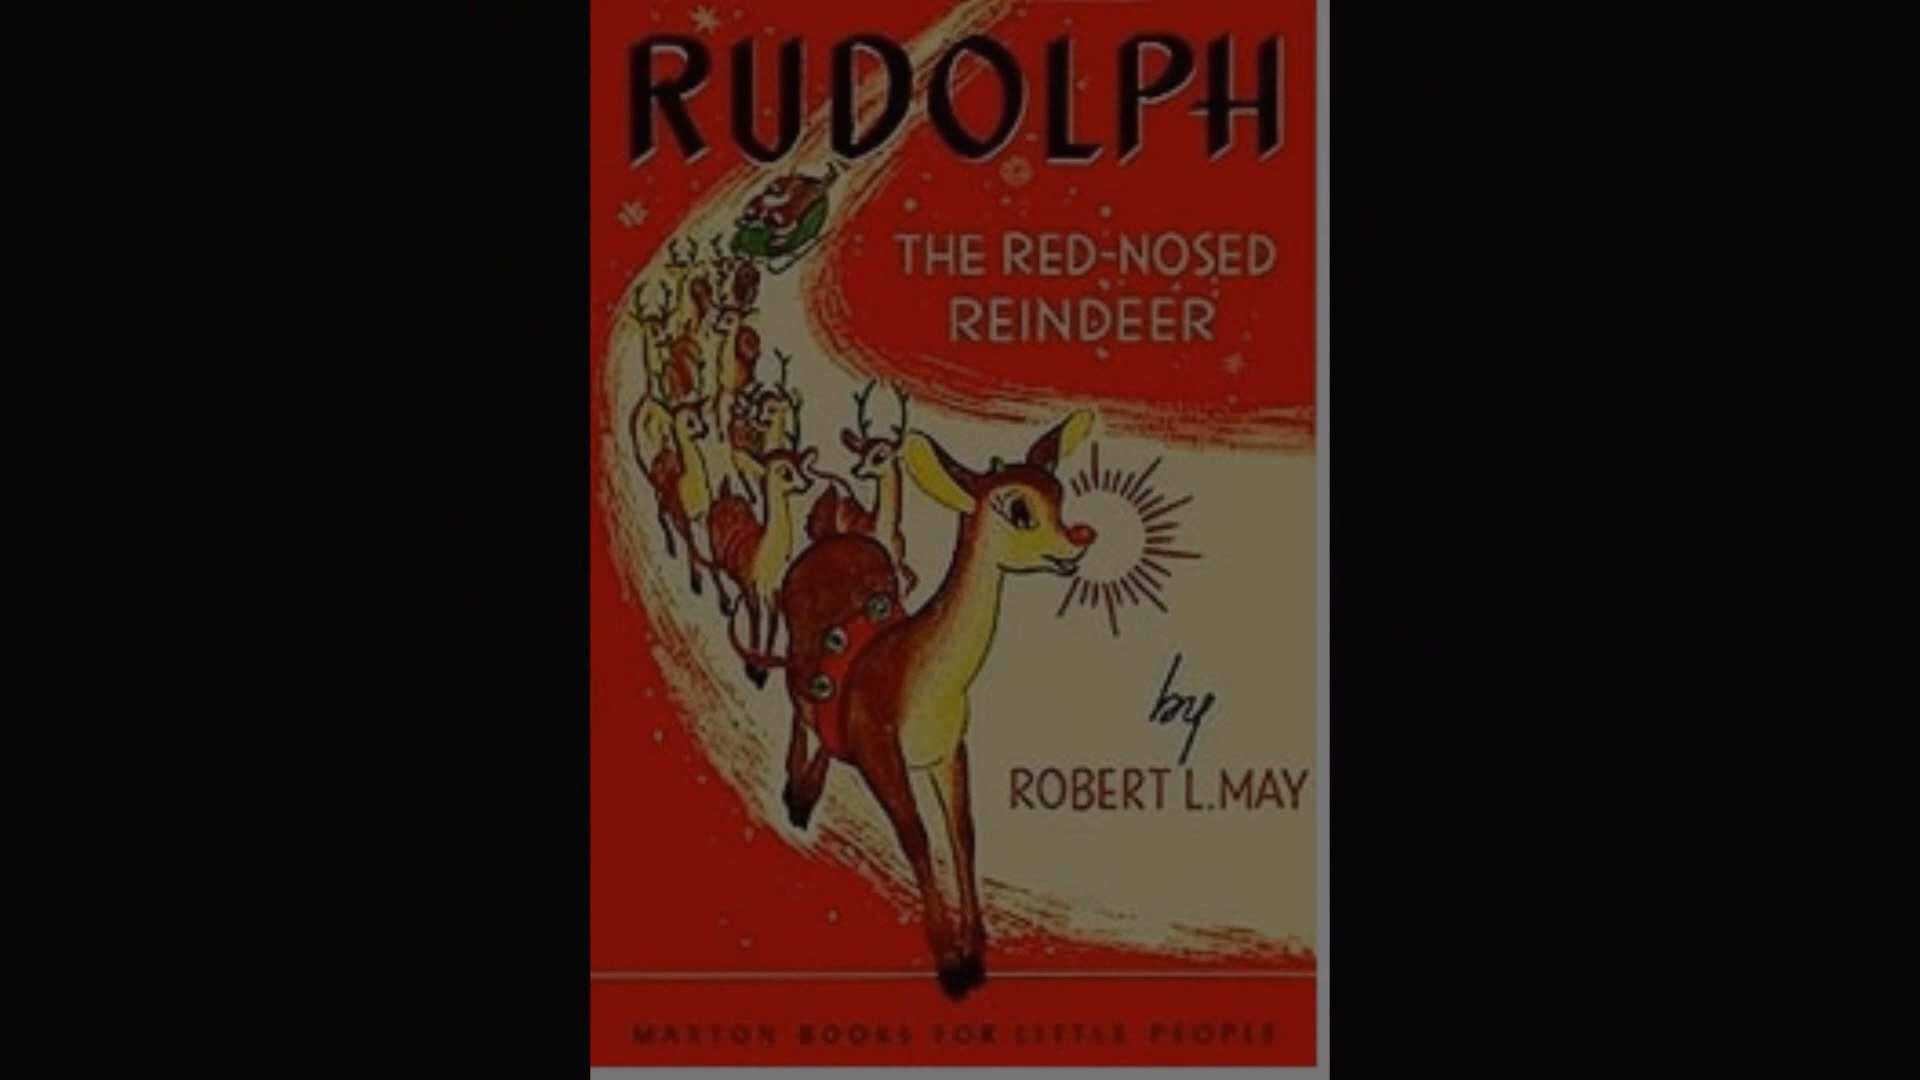 RUDOLPH
THE RED-NOSED
REINDEER
by
ROBERT L. MAY
MAXTON BOOKS FOR LITTLE PEOPLE